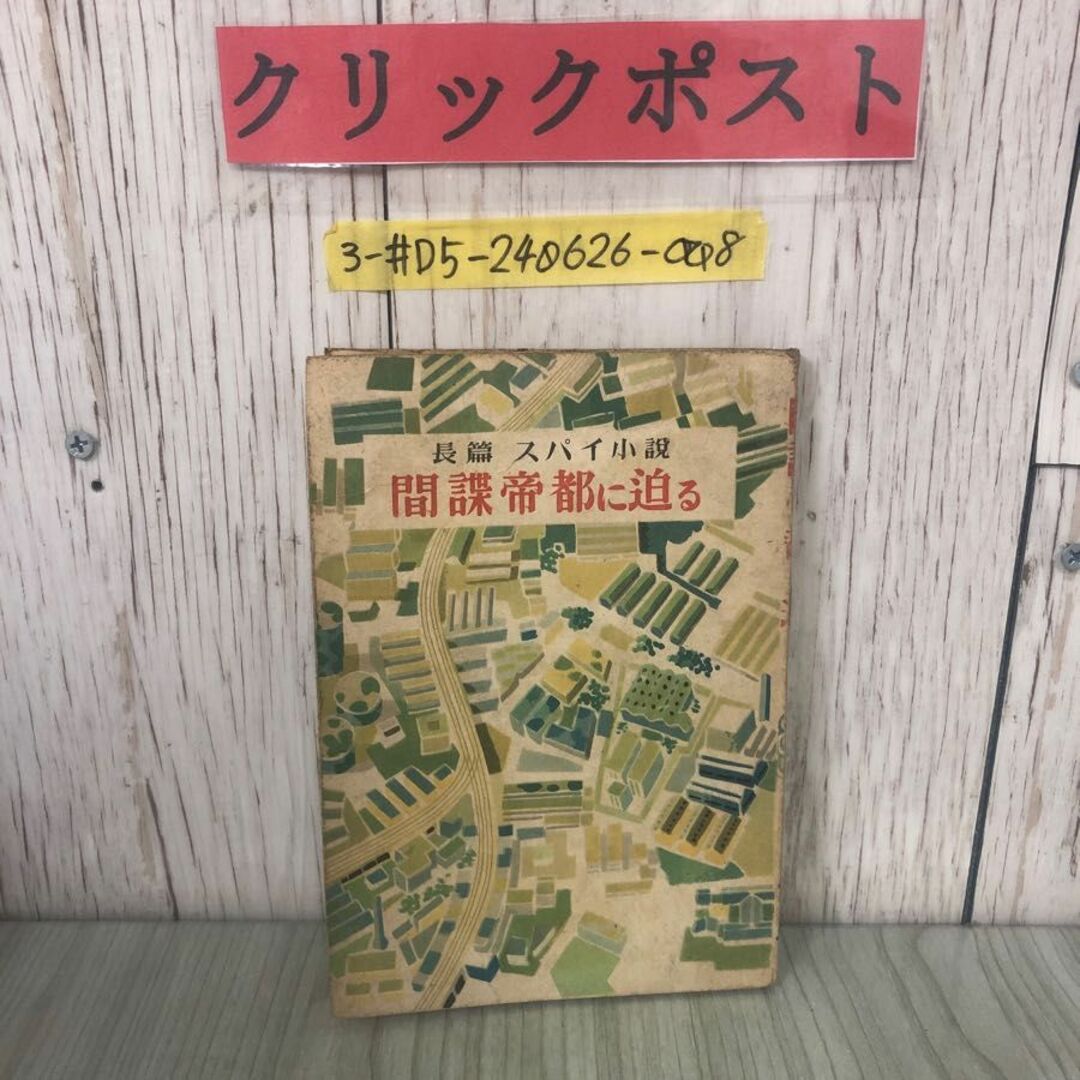 クリックポスト
3-#D5-240626-
長篇 スパイ小説
間諜帝都に迫る